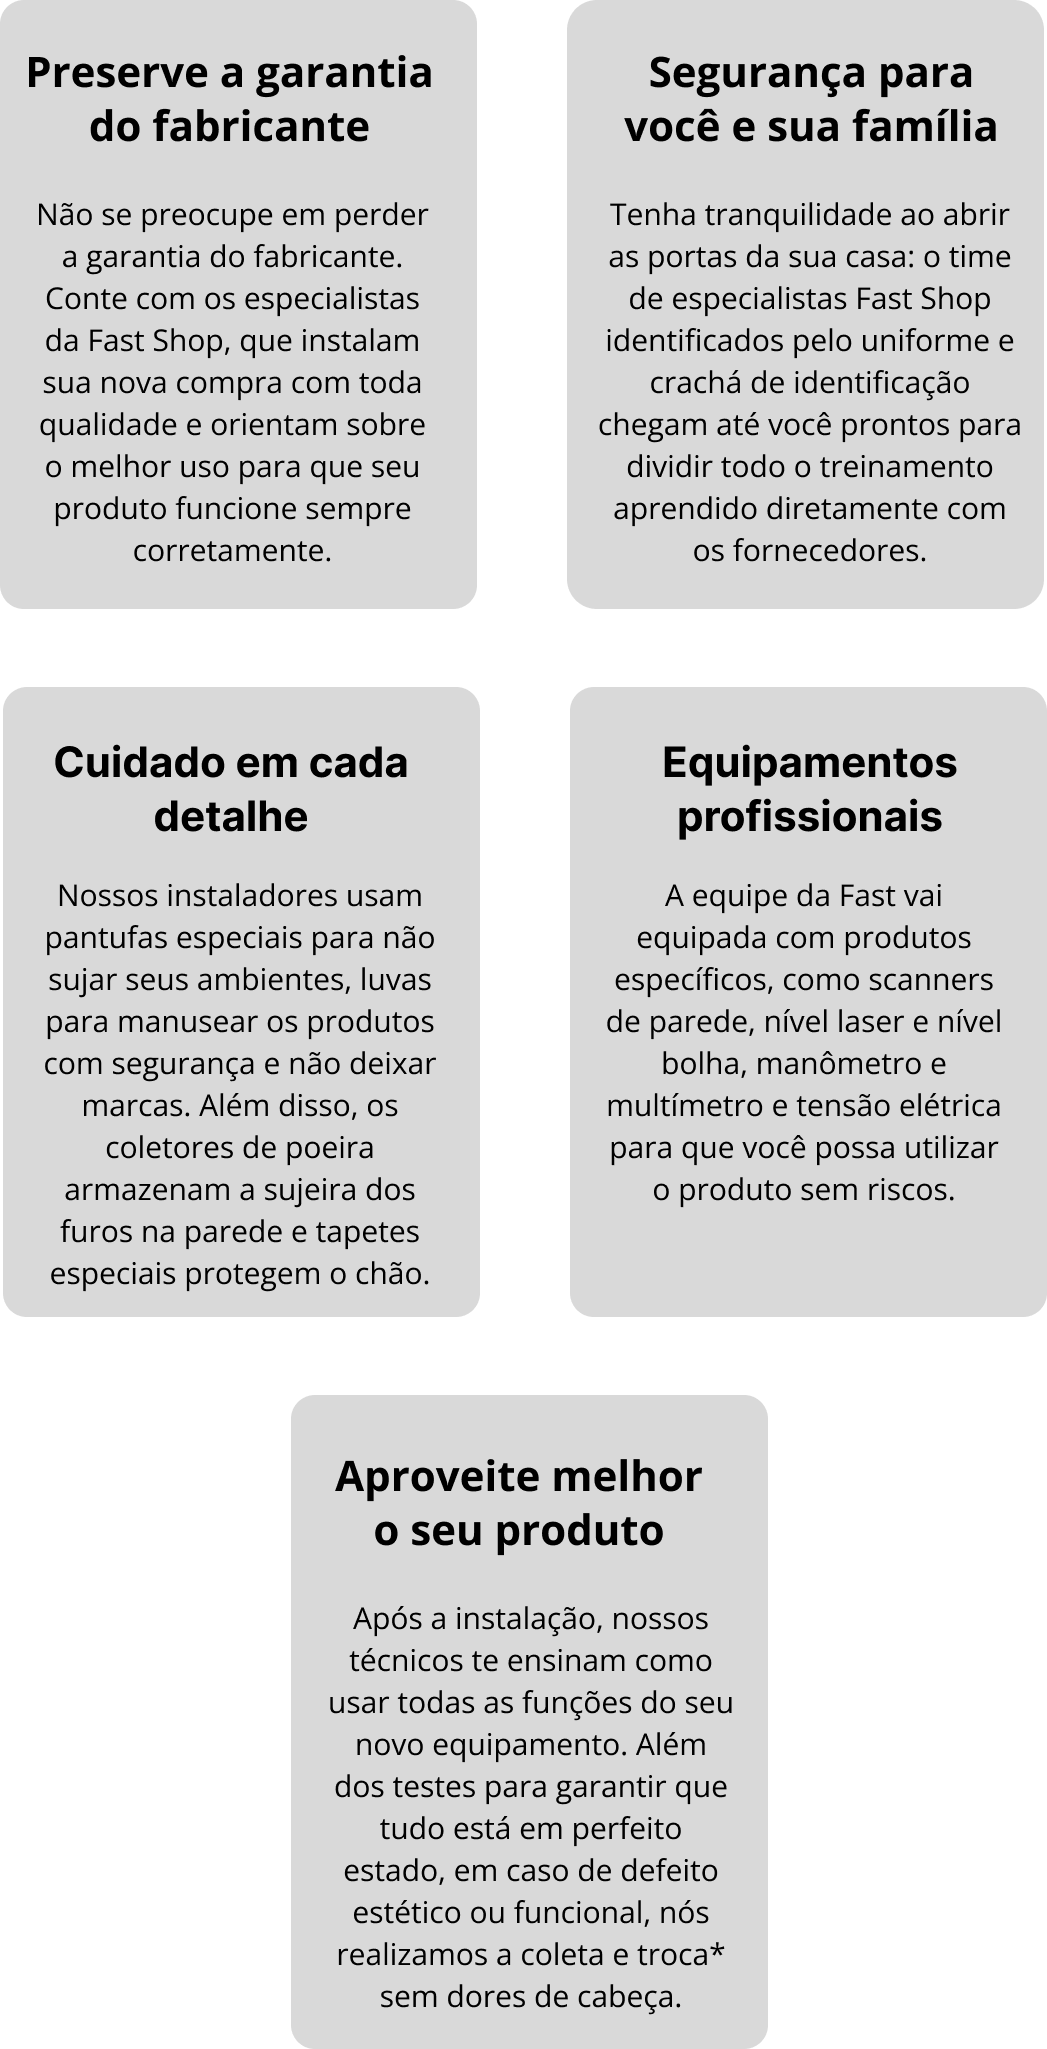 Preserve a garantia
do fabricante
Não se preocupe em perder
a garantia do fabricante.
Conte com os especialistas
da Fast Shop, que instalam
sua nova compra com toda
qualidade e orientam sobre
o melhor uso para que seu
produto funcione sempre
corretamente.
Segurança para
você e sua família
Tenha tranquilidade ao abrir
as portas da sua casa: o time
de especialistas Fast Shop
identificados pelo uniforme e
crachá de identificação
chegam até você prontos para
dividir todo o treinamento
aprendido diretamente com
os fornecedores.
Cuidado em cada
detalhe
Nossos instaladores usam
pantufas especiais para não
sujar seus ambientes, luvas
para manusear os produtos
com segurança e não deixar
marcas. Além disso, os
coletores de poeira
armazenam a sujeira dos
furos na parede e tapetes
especiais protegem o chão.
Equipamentos
profissionais
A equipe da Fast vai
equipada com produtos
específicos, como scanners
de parede, nível laser e nível
bolha, manômetro e
multímetro e tensão elétrica
para que você possa utilizar
o produto sem riscos.
Aproveite melhor
o seu produto
Após a instalação, nossos
técnicos te ensinam como
usar todas as funções do seu
novo equipamento. Além
dos testes para garantir que
tudo está em perfeito
estado, em caso de defeito
estético ou funcional, nós
realizamos a coleta e troca*
sem dores de cabeça.